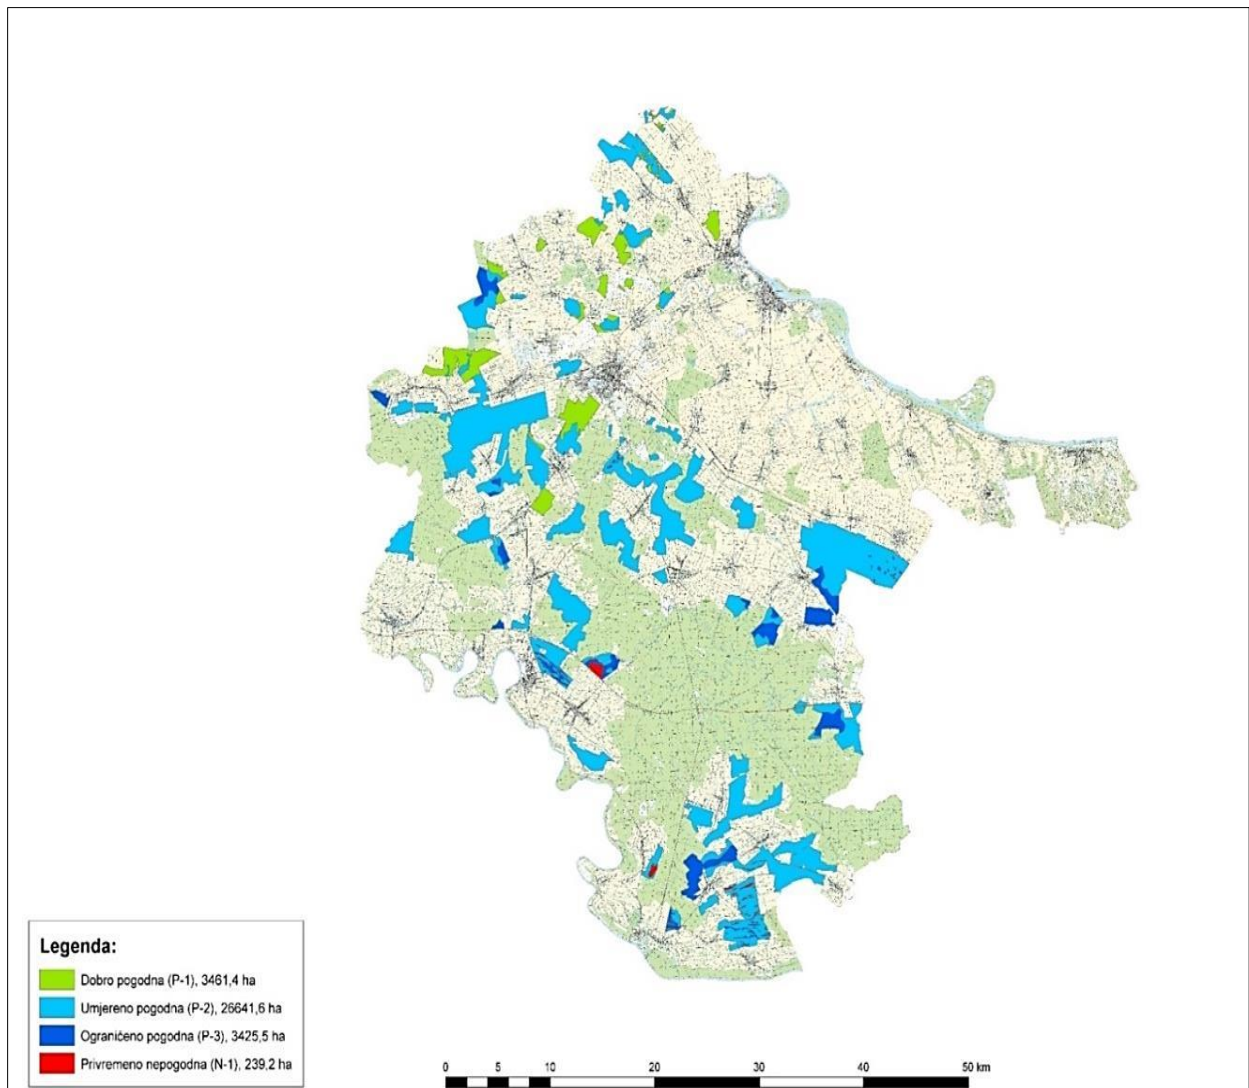 Legenda:
Dobro pogodna (P-1), 3461,4 ha
Umjereno pogodna (P-2), 26641,6 ha
Ograničeno pogodna (P-3), 3425,5 ha
Privremeno nepogodna (N-1), 239,2 ha
0 5 10 20 30 40 50 km